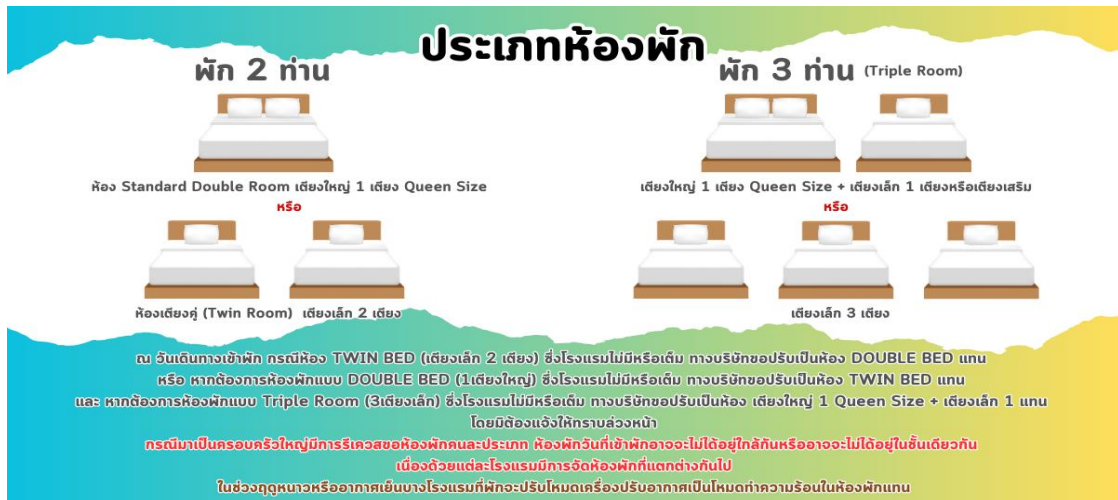 ประเภทห้องพัก
พัก 2 ท่าน
ห้อง Standard Double Room เตียงใหญ่ 1 เตียง Queen Size
หรือ
ห้องเตียงคู่ (Twin Room) เตียงเล็ก 2 เตียง
พัก 3 ท่าน (Triple Room)
เตียงใหญ่ 1 เตียง Queen Size + เตียงเล็ก 1 เตียงหรือเตียงเสริม
หรือ
เตียงเล็ก 3 เตียง
ณ วันเดินทางเข้าพัก กรณีห้อง TWIN BED (เตียงเล็ก 2 เตียง) ซึ่งโรงแรมไม่มีหรือเต็ม ทางบริษัทขอปรับเป็นห้อง DOUBLE BED แทน
หรือ หากต้องการห้องพักแบบ DOUBLE BED (1เตียงใหญ่) ซึ่งโรงแรมไม่มีหรือเต็ม ทางบริษัทขอปรับเป็นห้อง TWIN BED แทน
และ หากต้องการห้องพักแบบ Triple Room (3เตียงเล็ก) ซึ่งโรงแรมไม่มีหรือเต็ม ทางบริษัทขอปรับเป็นห้อง เตียงใหญ่ 1 Queen Size + เตียงเล็ก 1 แทน
โดยมิต้องแจ้งให้ทราบล่วงหน้า
กรณีมาเป็นครอบครัวใหญ่มีการรีเควสขอห้องพักคนละประเภท ห้องพักวันที่เข้าพักอาจจะไม่ได้อยู่ใกล้กันหรืออาจจะไม่ได้อยู่ในชั้นเดียวกัน
เนื่องด้วยแต่ละโรงแรมมีการจัดห้องพักที่แตกต่างกันไป
ในช่วงฤดูหนาวหรืออากาศเย็นบางโรงแรมที่พักจะปรับโหมดเครื่องปรับอากาศเป็นโหมดทำความร้อนในห้องพักแทน